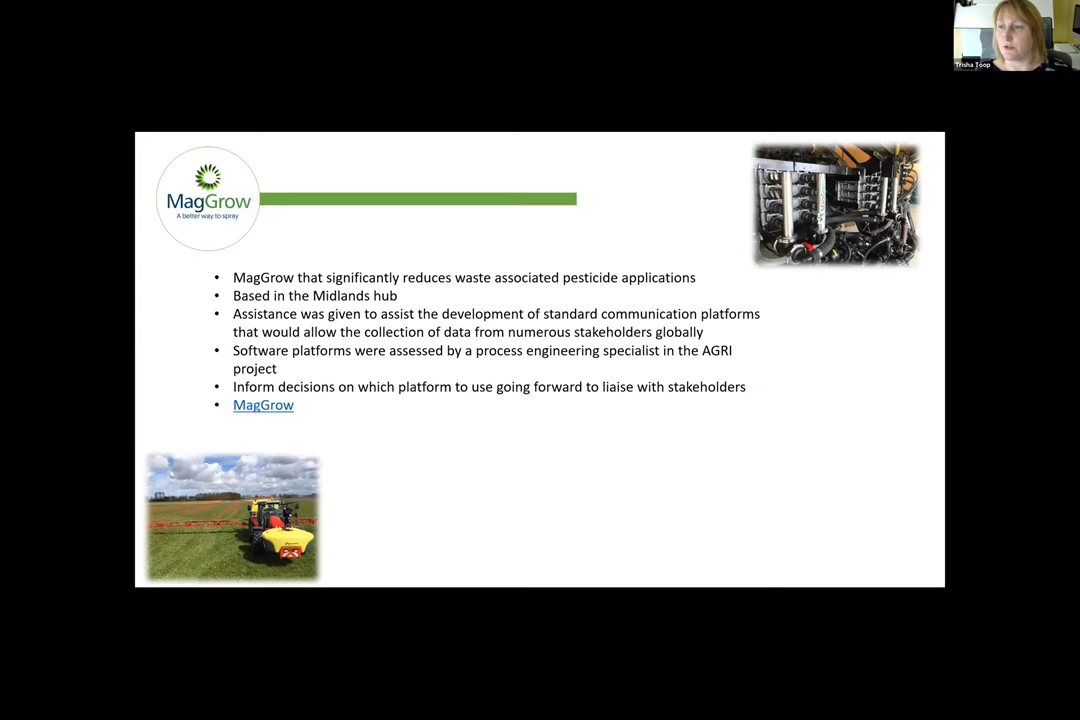 Trisha Toop
MagGrow
A better way to spray
• MagGrow that significantly reduces waste associated pesticide applications
• Based in the Midlands hub
• Assistance was given to assist the development of standard communication platforms
that would allow the collection of data from numerous stakeholders globally
• Software platforms were assessed by a process engineering specialist in the AGRI
project
• Inform decisions on which platform to use going forward to liaise with stakeholders
• MagGrow